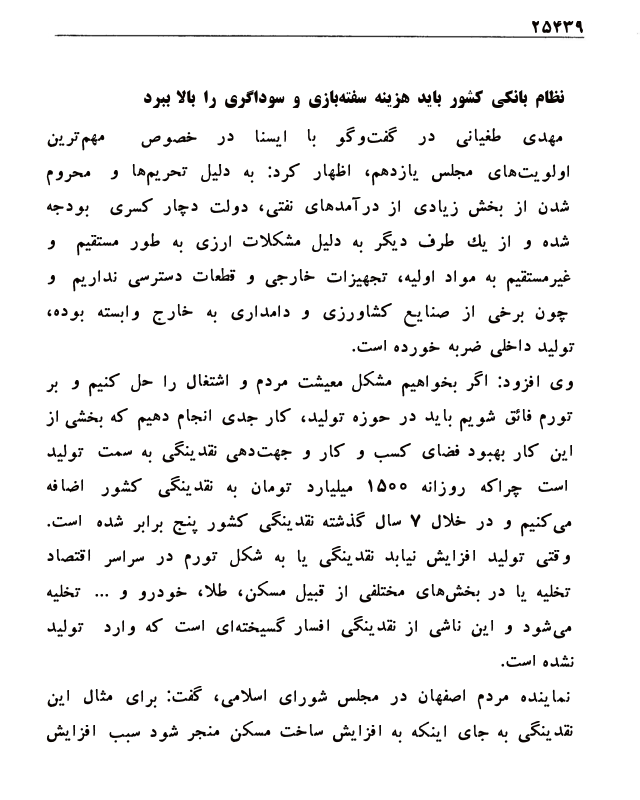 ۲۵۴۳۹
نظام بانکی کشور باید هزینه سفته‌بازی و سوداگری را بالا ببرد
مهدی طغیانی در گفت‌وگو با ایسنا در خصوص مهم‌ترین
اولویت‌های مجلس یازدهم، اظهار کرد: به دلیل تحریم‌ها و محروم
شدن از بخش زیادی از درآمدهای نفتی، دولت دچار کسری بودجه
شده و از یك طرف دیگر به دلیل مشکلات ارزی به طور مستقیم و
غیرمستقیم به مواد اولیه، تجهیزات خارجی و قطعات دسترسی نداریم و
چون برخی از صنایع کشاورزی و دامداری به خارج وابسته بوده،
تولید داخلی ضربه خورده است.
وی افزود: اگر بخواهیم مشکل معیشت مردم و اشتغال را حل کنیم و بر
تورم فائق شویم باید در حوزه تولید، کار جدی انجام دهیم که بخشی از
این کار بهبود فضای کسب و کار و جهت‌دهی نقدینگی به سمت تولید
است چراکه روزانه ۱۵۰۰ میلیارد تومان به نقدینگی کشور اضافه
می‌کنیم و در خلال ۷ سال گذشته نقدینگی کشور پنج برابر شده است.
وقتی تولید افزایش نیابد نقدینگی یا به شکل تورم در سراسر اقتصاد
تخلیه یا در بخش‌های مختلفی از قبیل مسکن، طلا، خودرو و ... تخلیه
می‌شود و این ناشی از نقدینگی افسار گسیخته‌ای است که وارد تولید
نشده است.
نماینده مردم اصفهان در مجلس شورای اسلامی، گفت: برای مثال این
نقدینگی به جای اینکه به افزایش ساخت مسکن منجر شود سبب افزایش